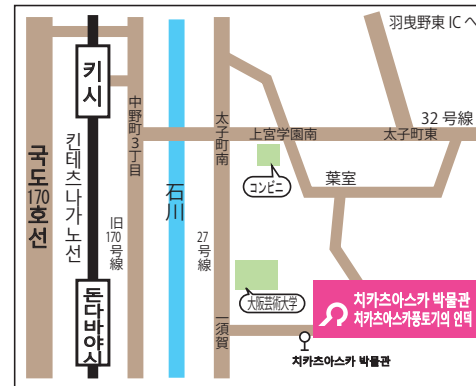 羽曳野東 IC へ
32 号線
太子町東
上宮学園南
太子町南
中野町3丁目
키시
국도170호선
킨테츠나가노선
旧170号線
石川
27号線
コンビニ
葉室
大阪芸術大学
一須賀
돈다바야시
치카츠아스카 박물관
치카츠아스카풍토기의 언덕
치카츠아스카 박물관